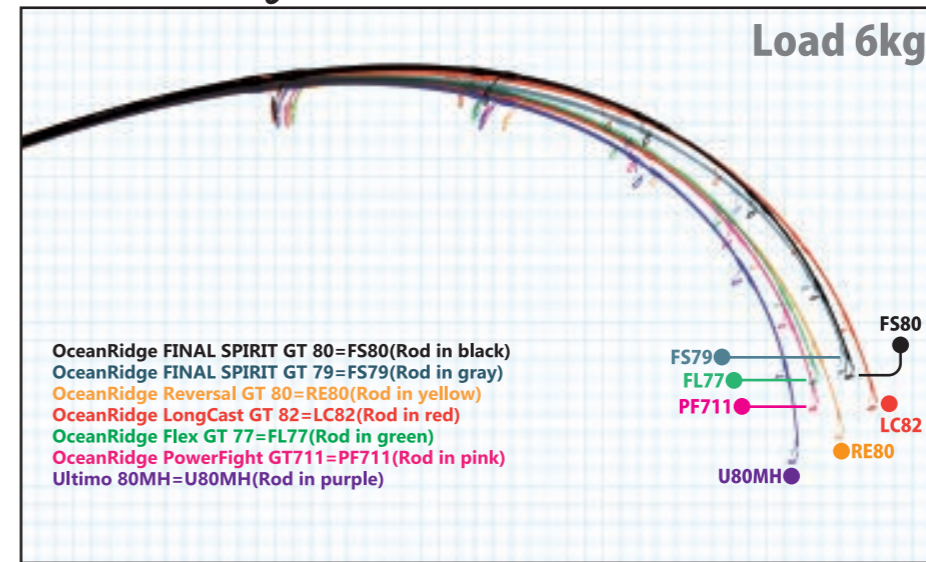 Load 6kg
OceanRidge FINAL SPIRIT GT 80=FS80(Rod in black)
OceanRidge FINAL SPIRIT GT 79=FS79(Rod in gray)
OceanRidge Reversal GT 80=RE80(Rod in yellow)
OceanRidge LongCast GT 82=LC82(Rod in red)
OceanRidge Flex GT 77=FL77(Rod in green)
OceanRidge PowerFight GT711=PF711(Rod in pink)
Ultimo 80MH=U80MH(Rod in purple)
FS80
FS79
FL77
PF711
LC82
RE80
U80MH